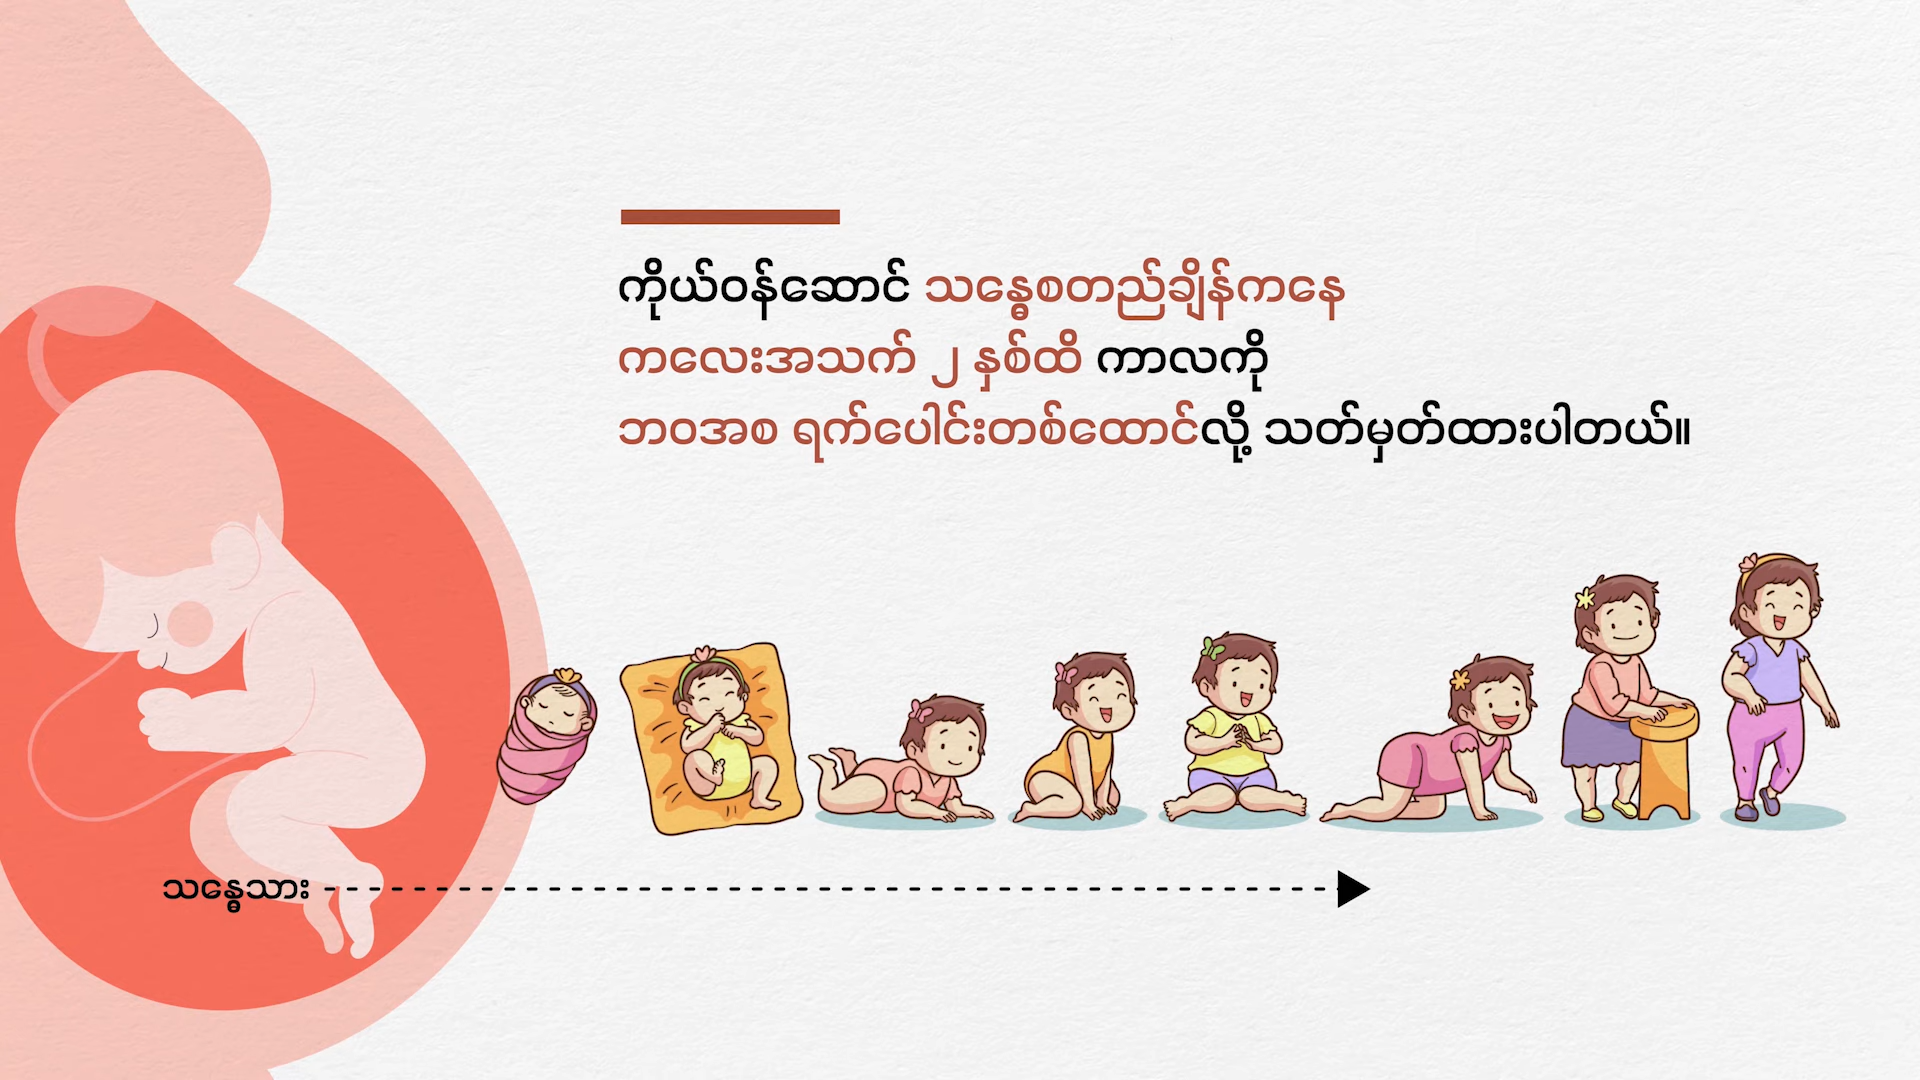 ကိုယ်ဝန်ဆောင် သန္ဓေစတည်ချိန်ကနေ
ကလေးအသက် ၂ နှစ်ထိ ကာလကို
ဘဝအစ ရက်ပေါင်းတစ်ထောင်လို့ သတ်မှတ်ထားပါတယ်။
သန္ဓေသား